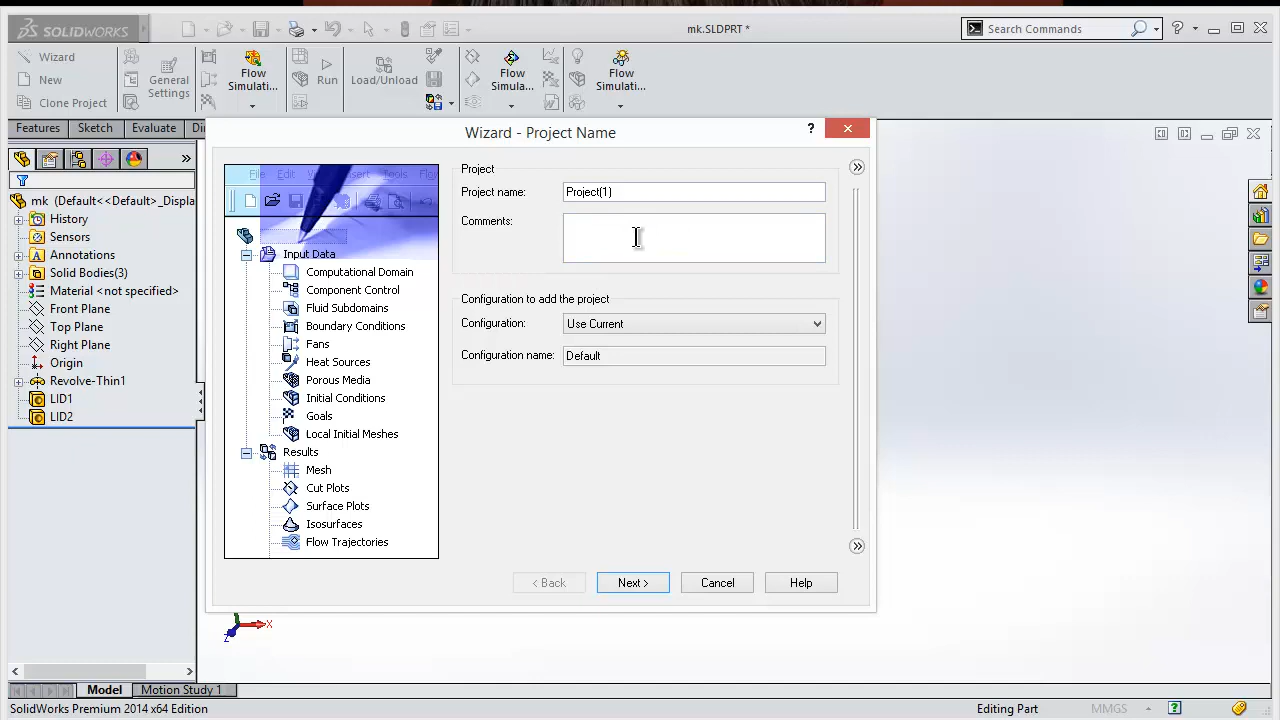 SOLIDWORKS
mk.SLDPRT *
Search Commands
Wizard
New
Clone Project
General
Settings
Flow
Simulati...
Run
Load/Unload
Flow
Simula...
Flow
Simulati...
Features
Sketch
Evaluate
Wizard - Project Name
mk (Default<<Default>_Displa
History
Sensors
Annotations
Solid Bodies(3)
Material <not specified>
Front Plane
Top Plane
Right Plane
Origin
Revolve-Thin1
LID1
LID2
File Edit
Input Data
Computational Domain
Component Control
Fluid Subdomains
Boundary Conditions
Fans
Heat Sources
Porous Media
Initial Conditions
Goals
Local Initial Meshes
Results
Mesh
Cut Plots
Surface Plots
Isosurfaces
Flow Trajectories
Project
Project name: Project(1)
Comments:
Configuration to add the project
Configuration: Use Current
Configuration name: Default
< Back
Next >
Cancel
Help
X
Z
Model
Motion Study 1
SolidWorks Premium 2014 x64 Edition
Editing Part
MMGS